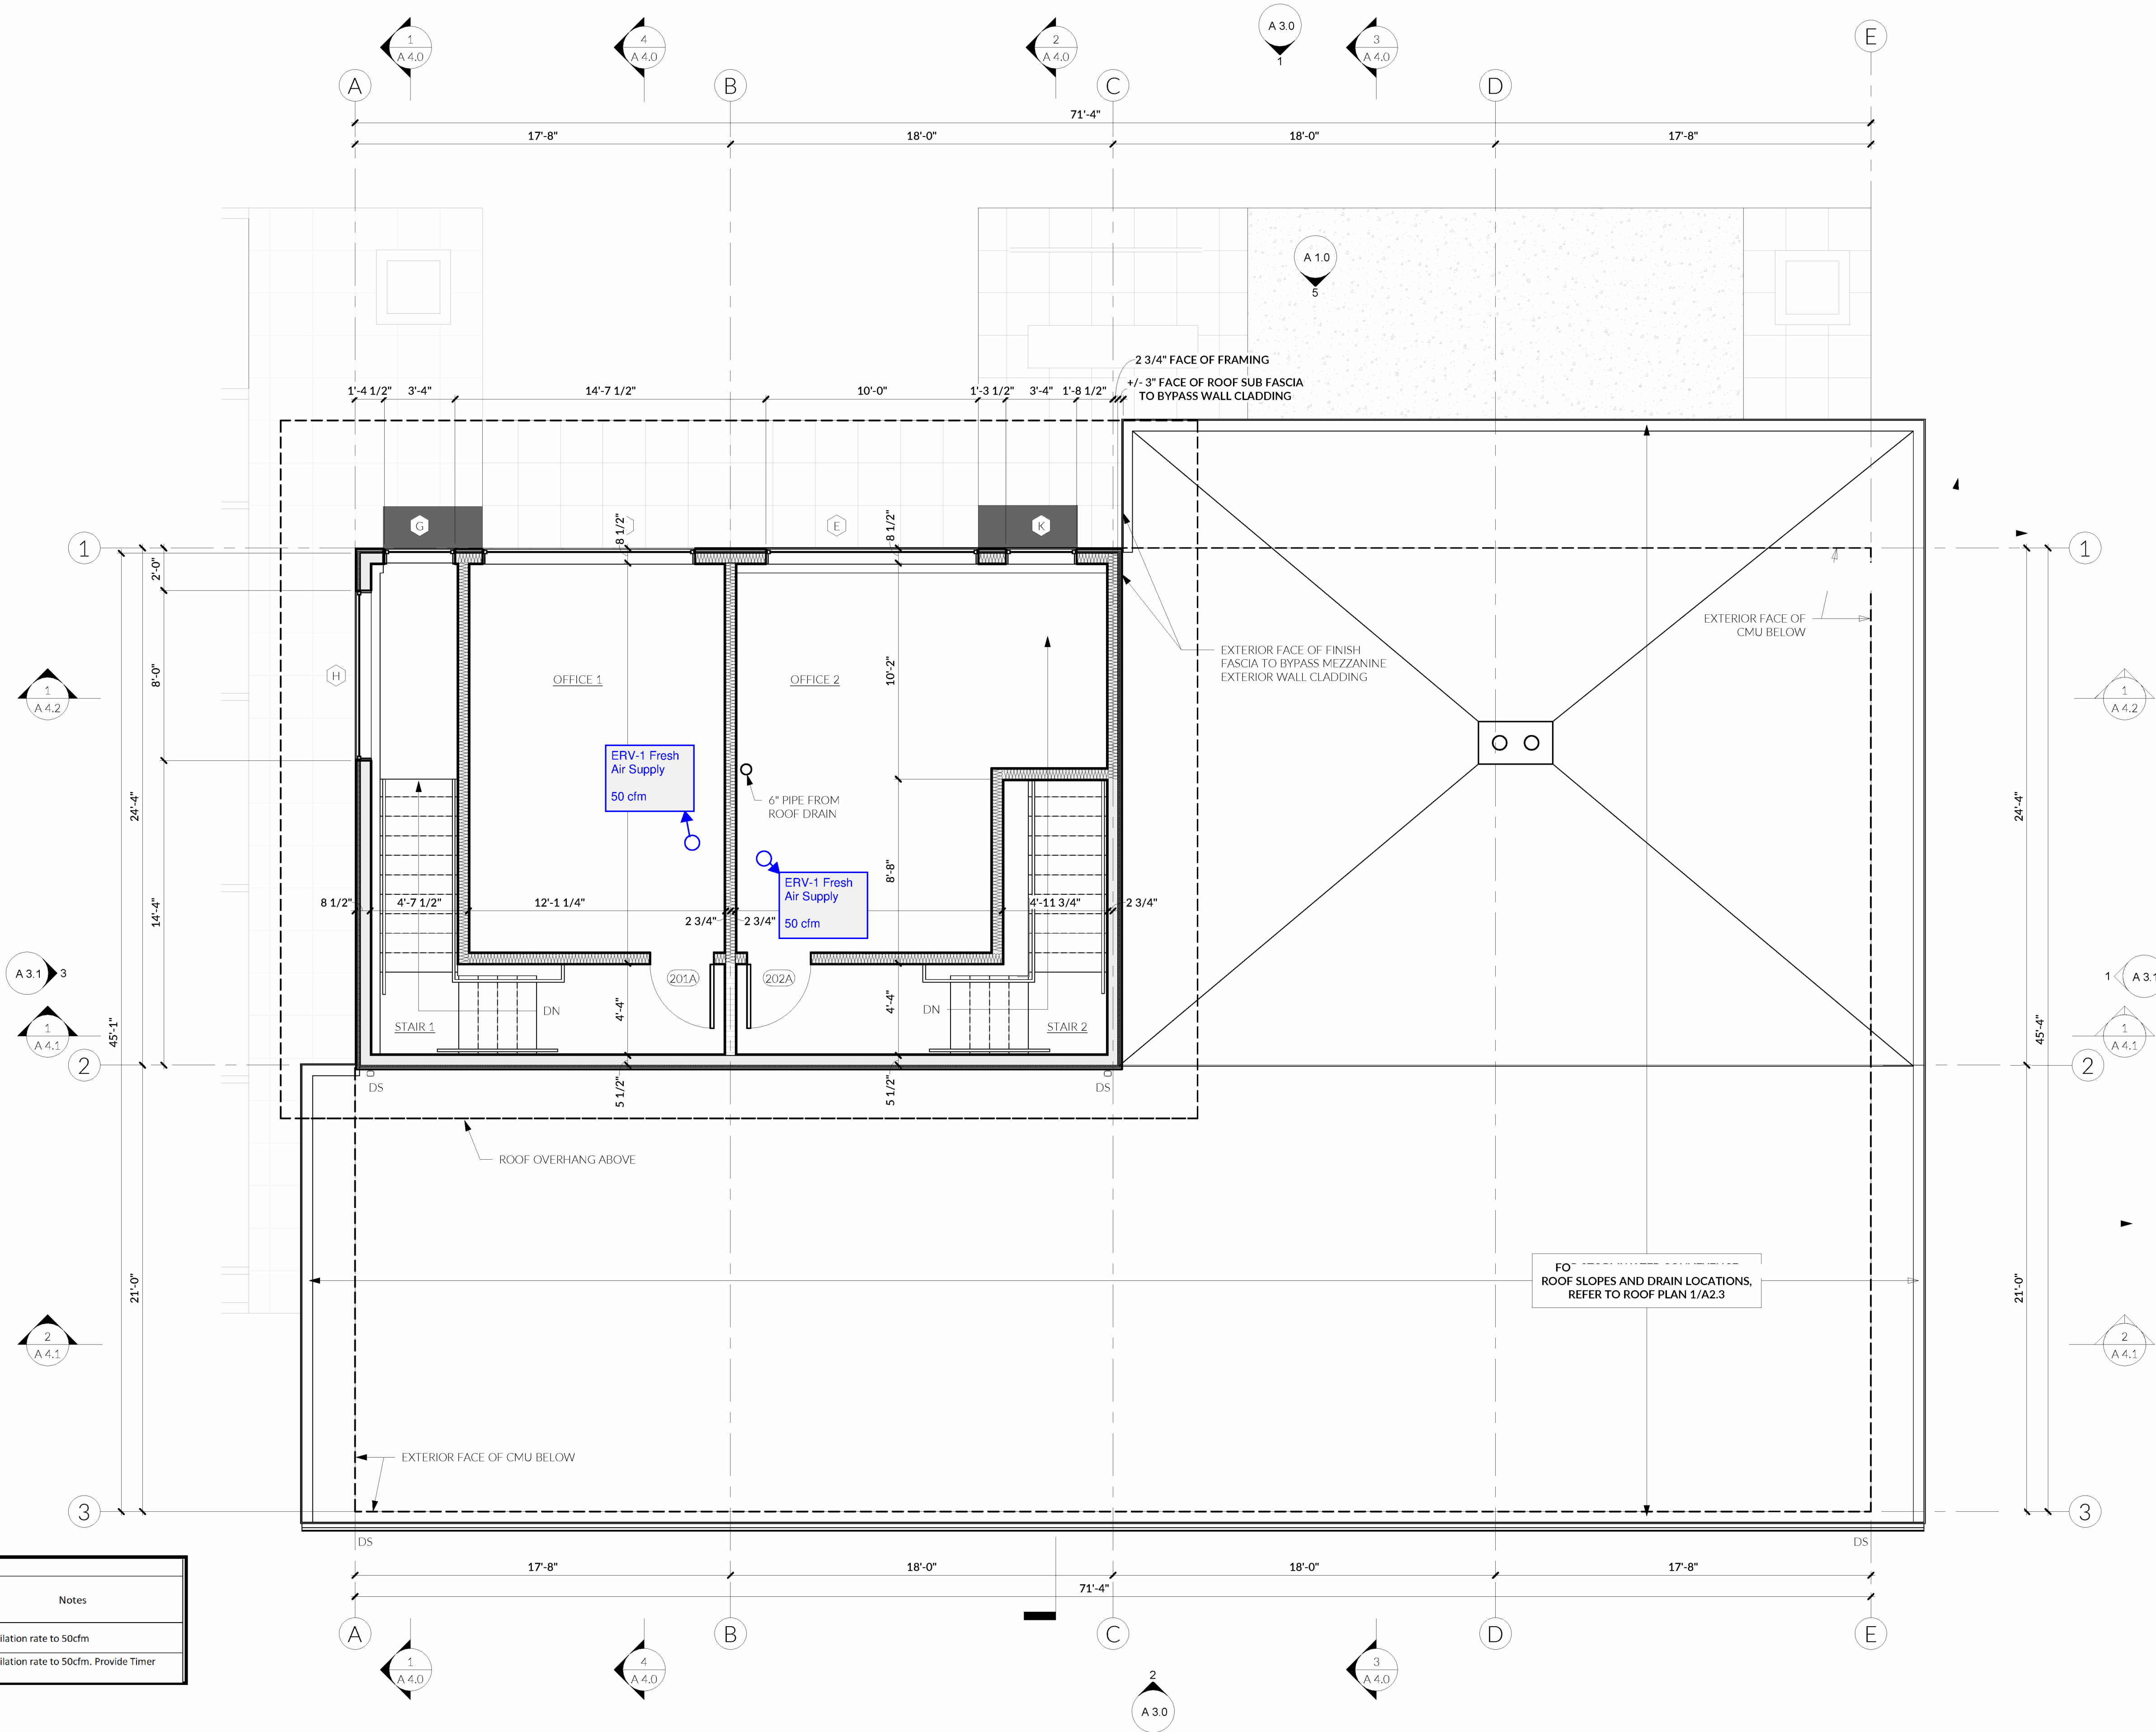 1
A 4.0
4
A 4.0
2
A 4.0
A 3.0
1
3
A 4.0
E
A
B
C
D
71'-4"
17'-8"
18'-0"
18'-0"
17'-8"
A 1.0
5
2 3/4" FACE OF FRAMING
+/- 3" FACE OF ROOF SUB FASCIA
TO BYPASS WALL CLADDING
1'-4 1/2"
3'-4"
14'-7 1/2"
10'-0"
1'-3 1/2"
3'-4"
1'-8 1/2"
G
8 1/2"
E
8 1/2"
K
1
1
2'-0"
EXTERIOR FACE OF
CMU BELOW
EXTERIOR FACE OF FINISH
FASCIA TO BYPASS MEZZANINE
EXTERIOR WALL CLADDING
H
8'-0"
OFFICE 1
OFFICE 2
10'-2"
1
A 4.2
1
A 4.2
ERV-1 Fresh
Air Supply
50 cfm
6" PIPE FROM
ROOF DRAIN
24'-4"
24'-4"
ERV-1 Fresh
Air Supply
50 cfm
8'-8"
14'-4"
8 1/2"
4'-7 1/2"
12'-1 1/4"
2 3/4"
2 3/4"
4'-11 3/4"
2 3/4"
A 3.1
3
201A
202A
1
A 3.1
4'-4"
4'-4"
DN
DN
STAIR 1
STAIR 2
1
A 4.1
45'-1"
45'-4"
1
A 4.1
2
2
DS
DS
5 1/2"
5 1/2"
ROOF OVERHANG ABOVE
21'-0"
21'-0"
FO
ROOF SLOPES AND DRAIN LOCATIONS,
REFER TO ROOF PLAN 1/A2.3
2
A 4.1
2
A 4.1
EXTERIOR FACE OF CMU BELOW
3
3
DS
DS
17'-8"
18'-0"
18'-0"
17'-8"
71'-4"
Notes
ilation rate to 50cfm
ilation rate to 50cfm. Provide Timer
A
B
C
D
E
1
A 4.0
4
A 4.0
3
A 4.0
2
A 3.0